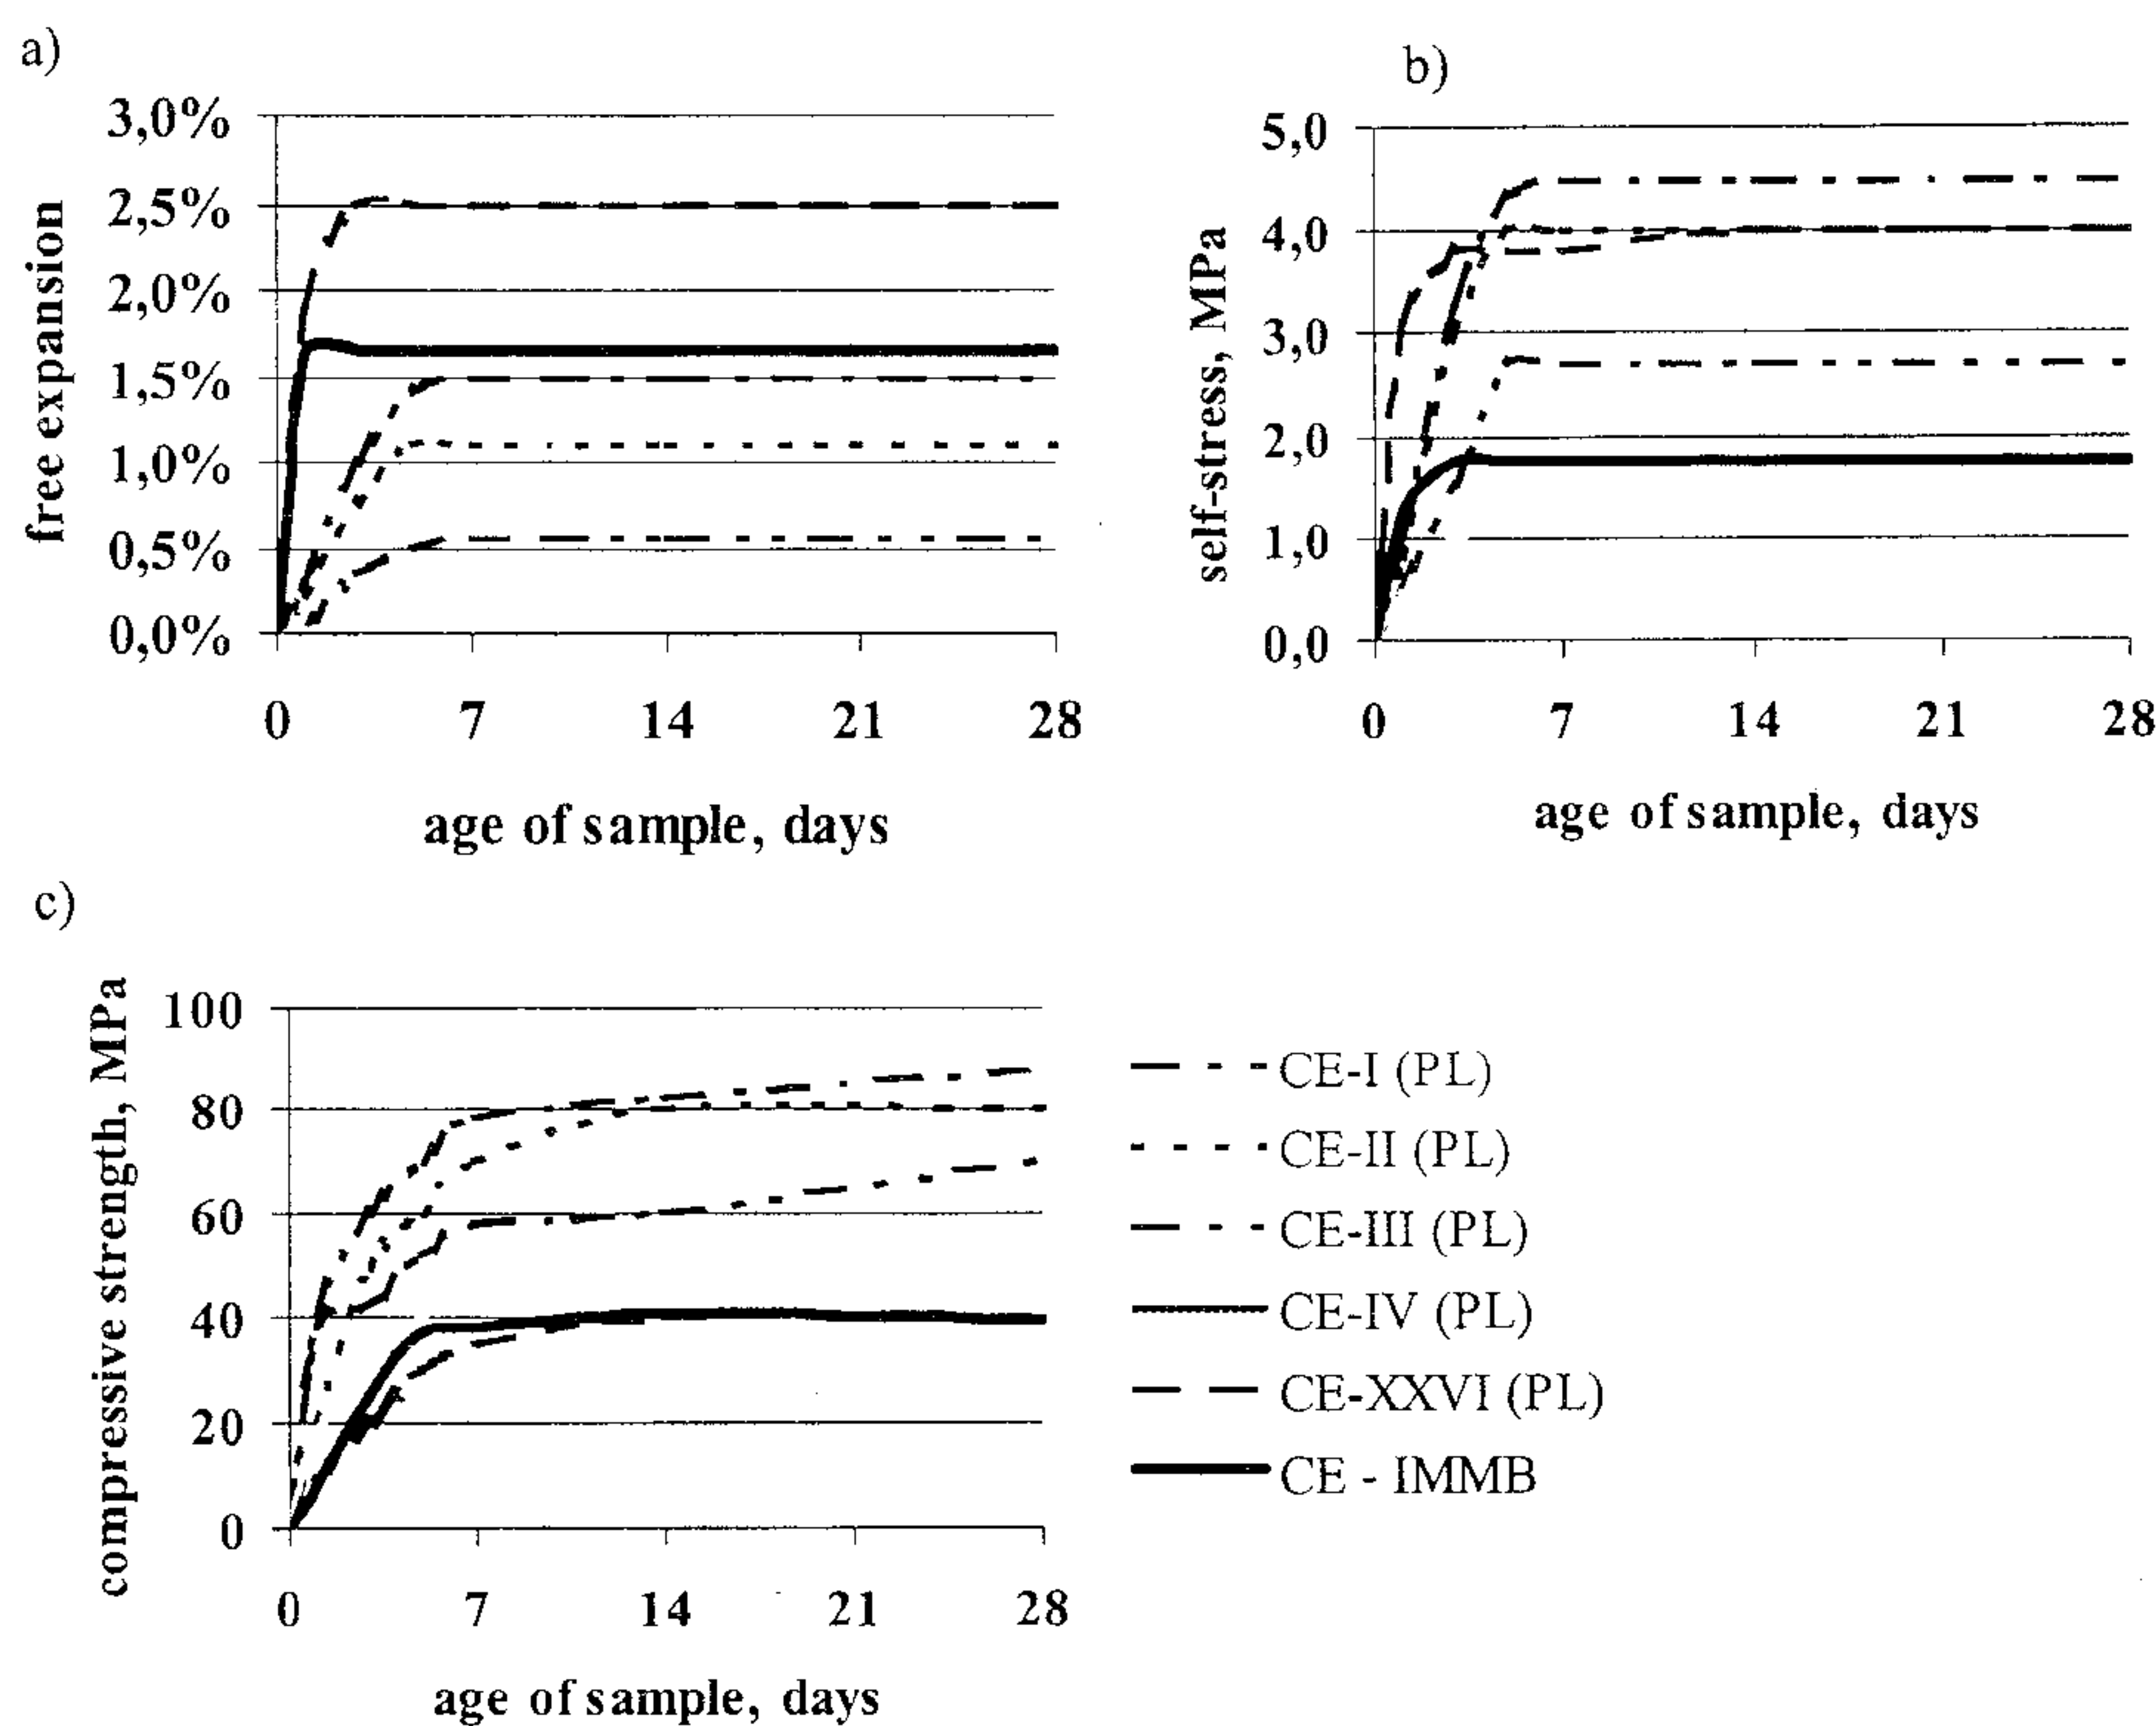 a)
3,0%
2,5%
2,0%
1,5%
1,0%
0,5%
0,0%
free expansion
0 7 14 21 28
age of sample, days
b)
5,0
4,0
3,0
2,0
1,0
0,0
self-stress, MPa
0 7 14 21 28
age of sample, days
c)
100
80
60
40
20
0
compressive strength, MPa
0 7 14 21 28
age of sample, days
CE-I (PL)
CE-II (PL)
CE-III (PL)
CE-IV (PL)
CE-XXVI (PL)
CE - IMMB